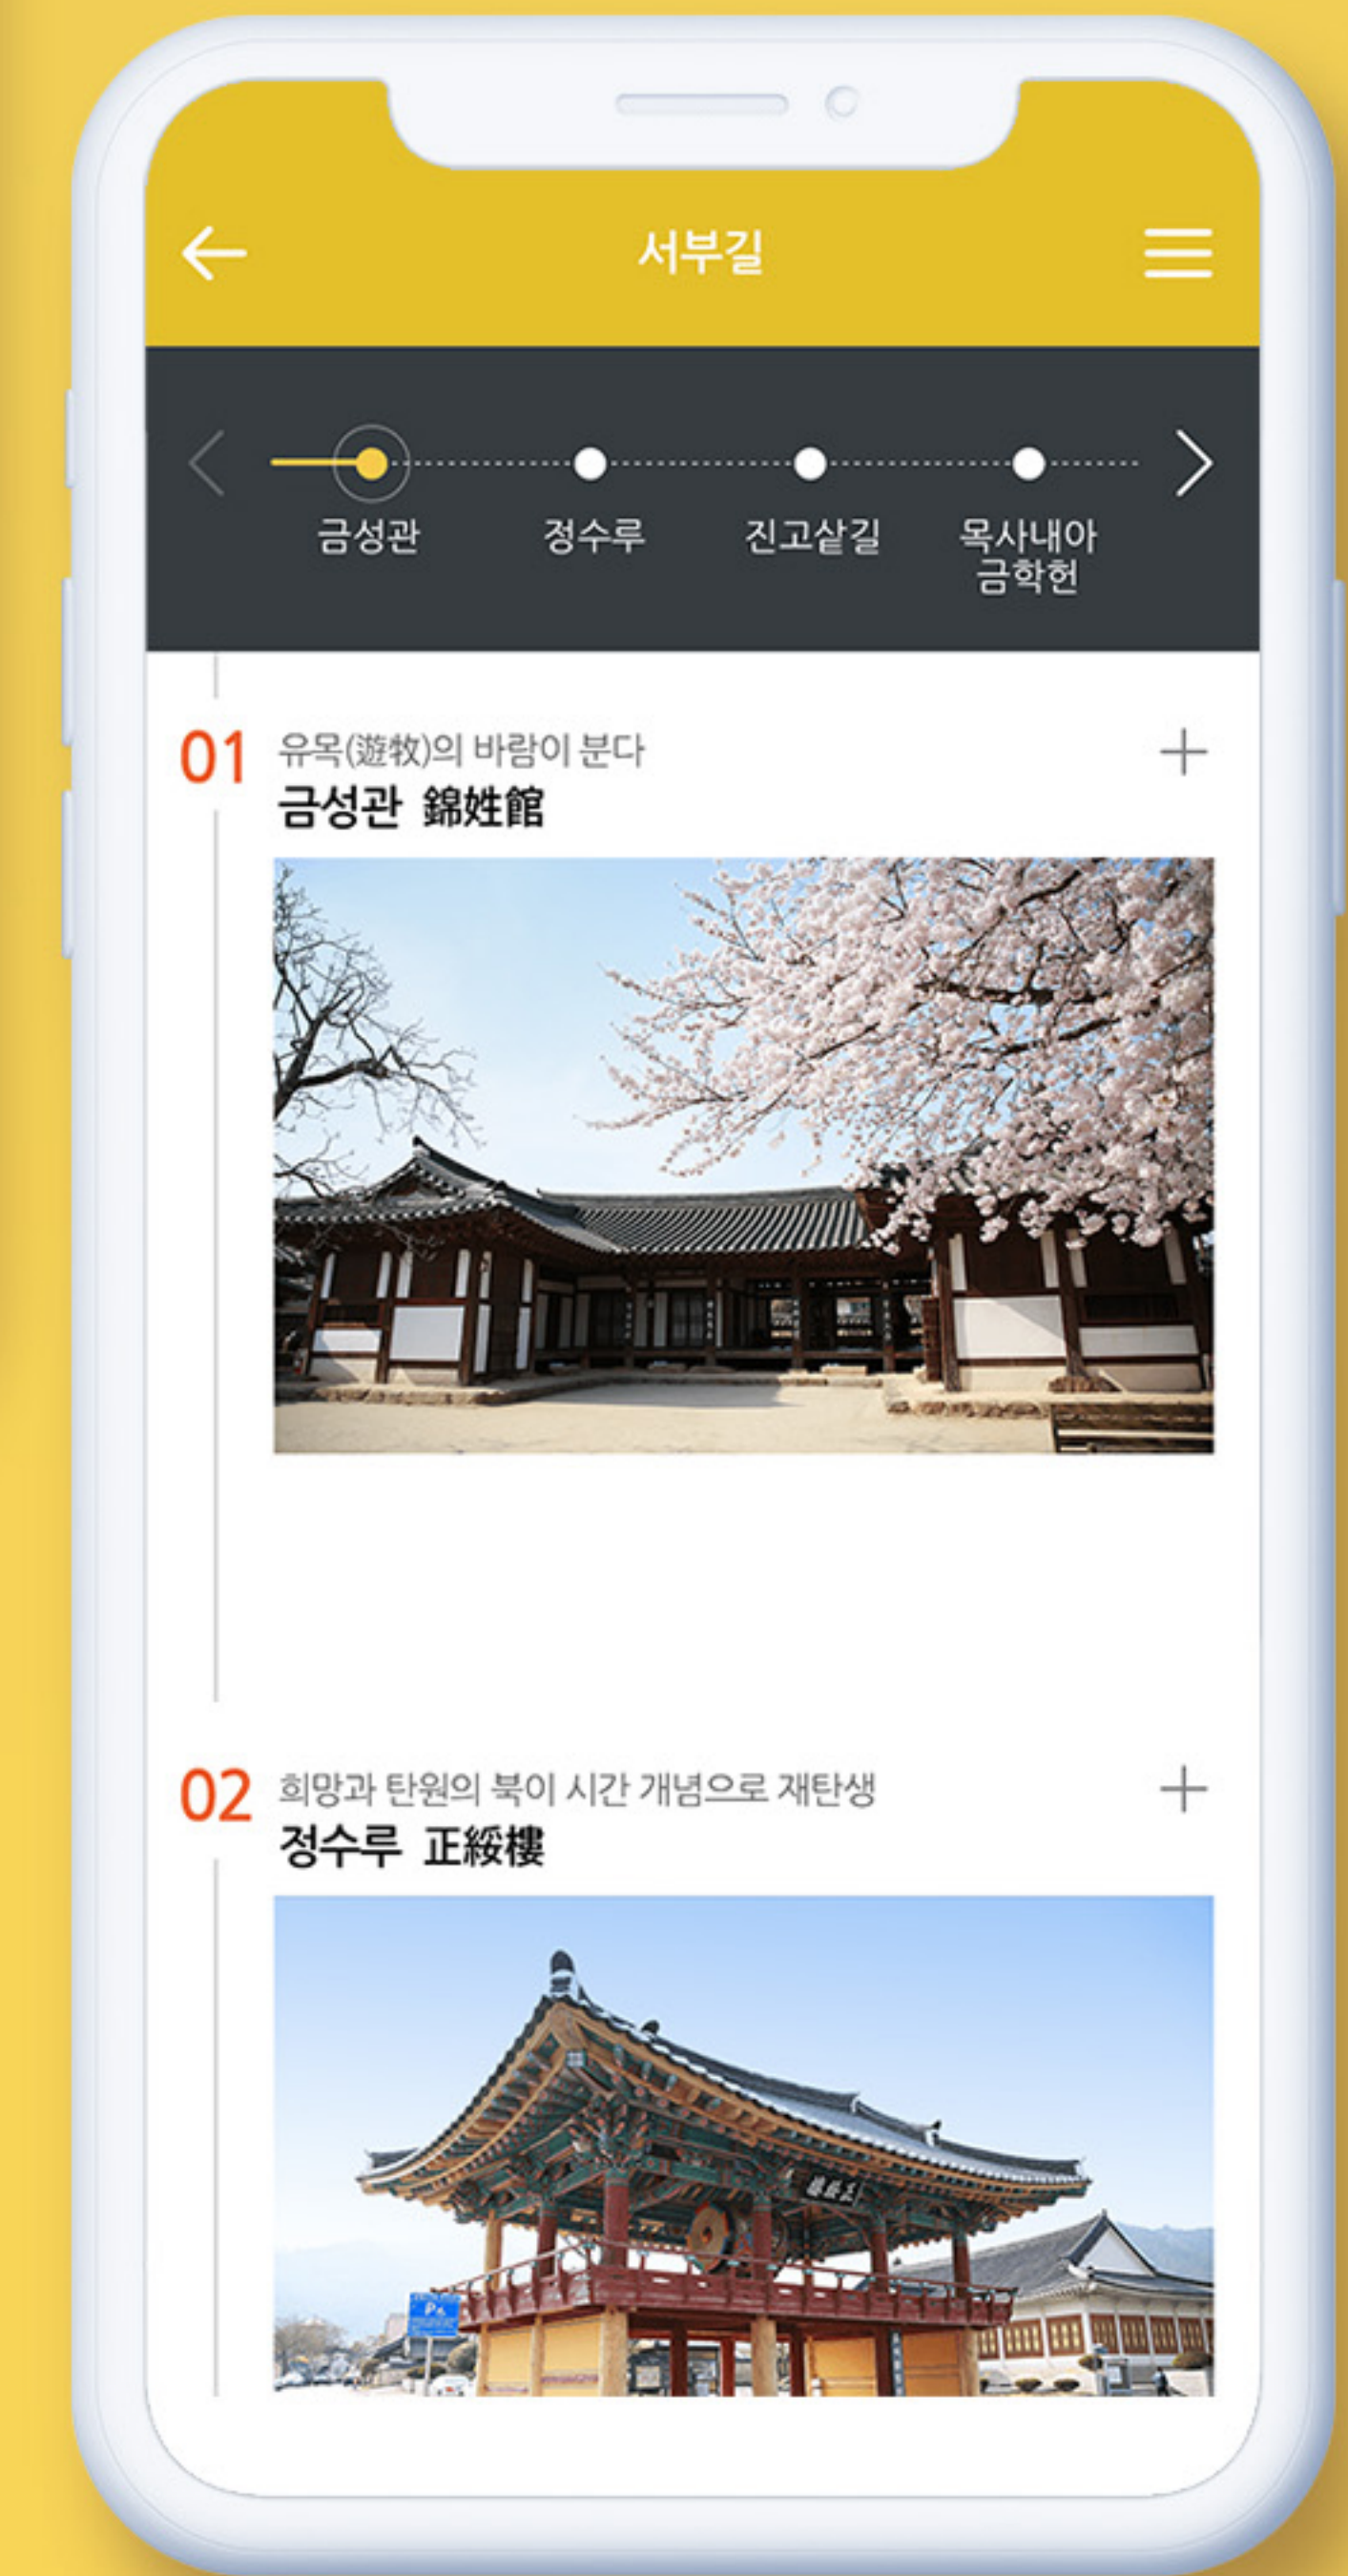 서부길
금성관
정수루
진고샅길
목사내아
금학헌
01
유목(遊牧)의 바람이 분다
금성관 錦姓館
02
희망과 탄원의 북이 시간 개념으로 재탄생
정수루 正綏樓
P